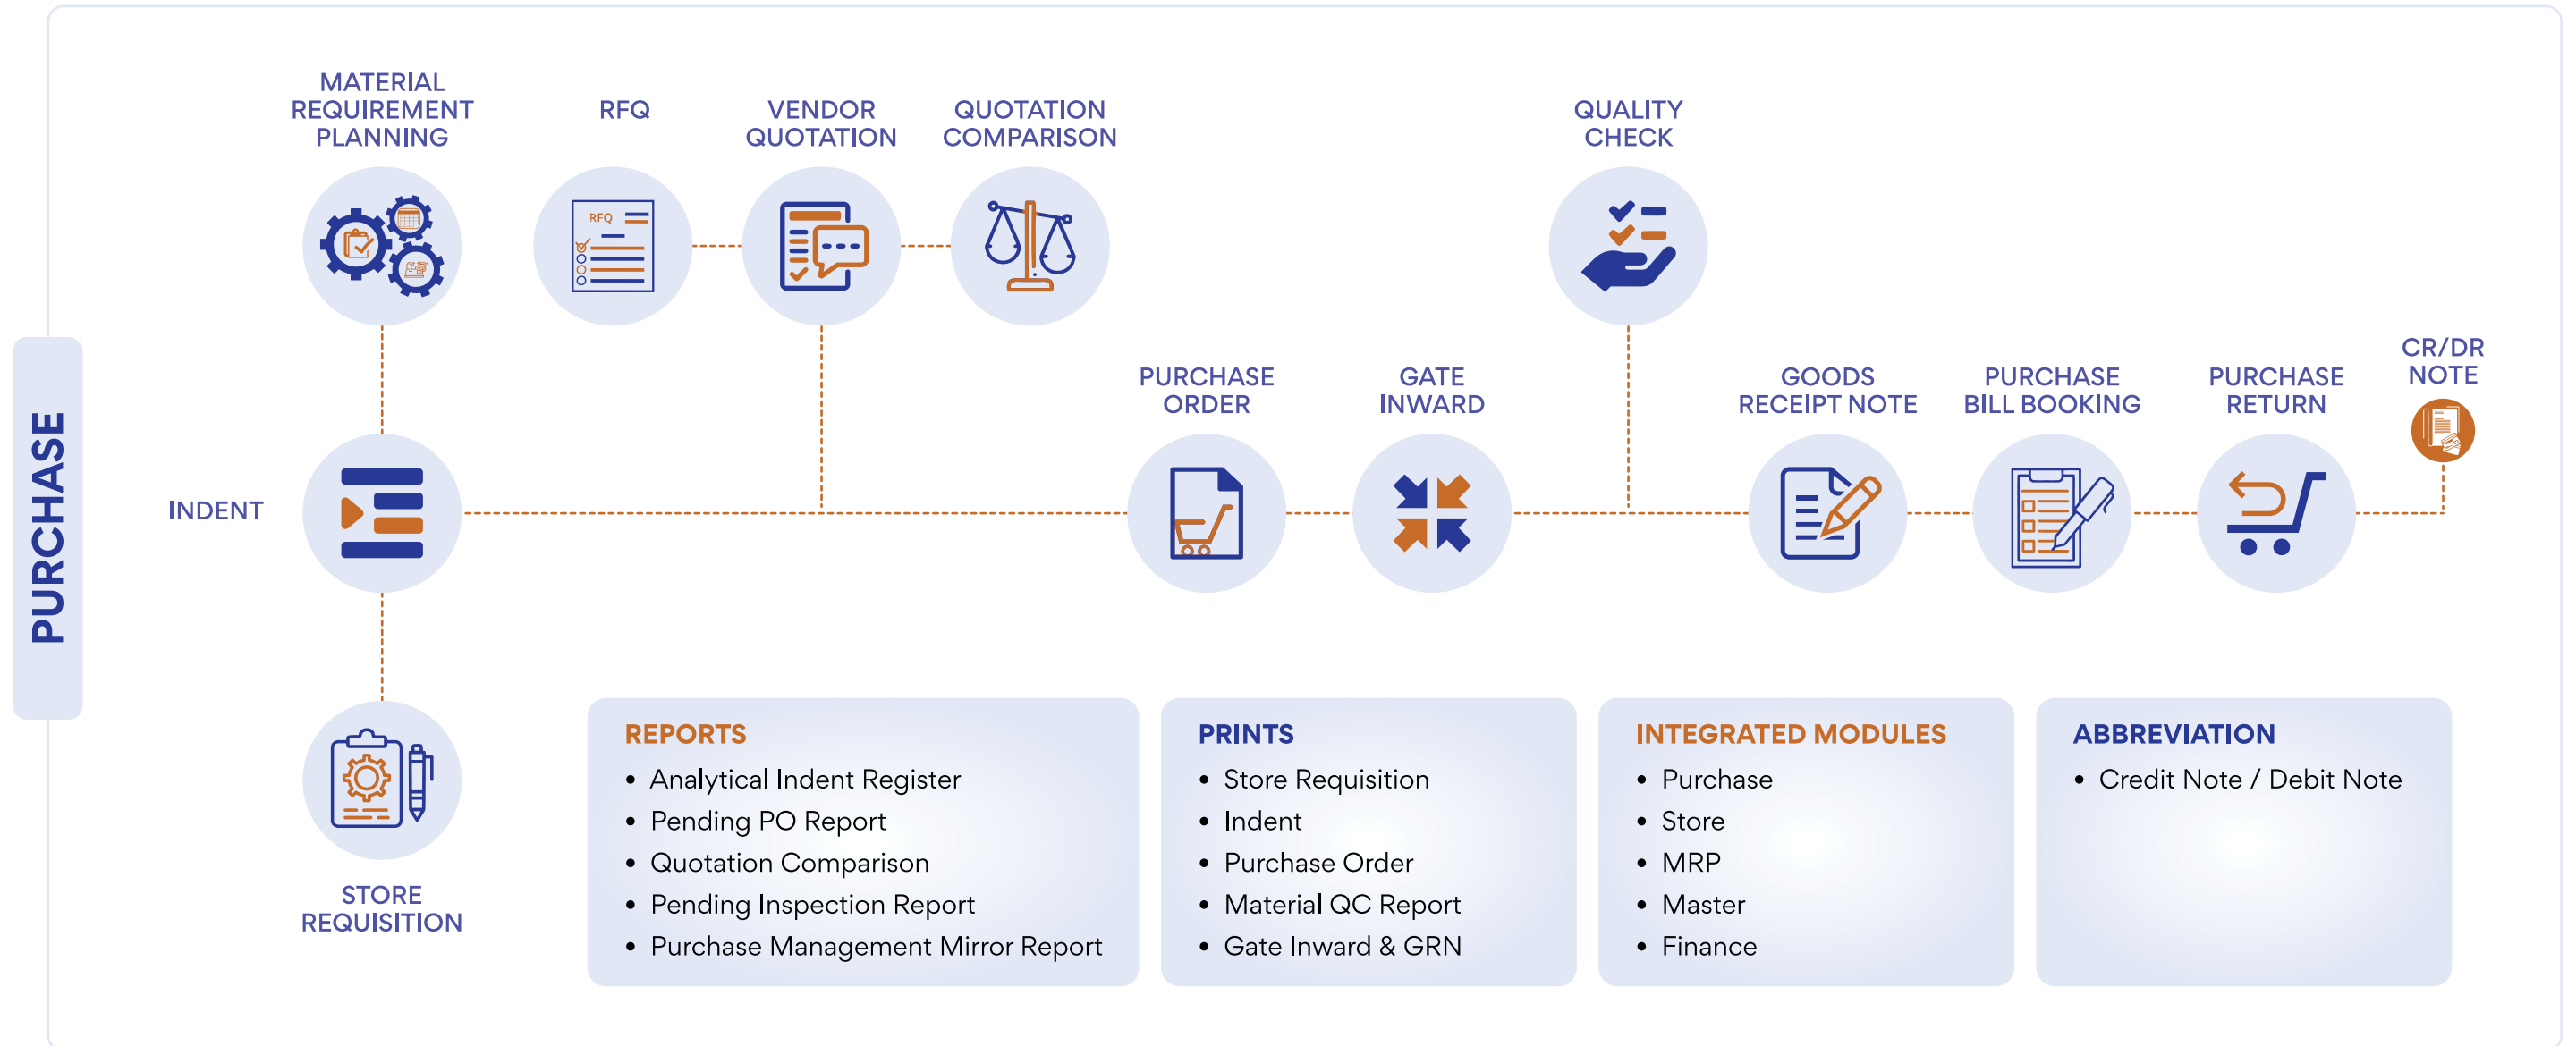 PURCHASE
MATERIAL
REQUIREMENT
PLANNING
RFQ
VENDOR
QUOTATION
QUOTATION
COMPARISON
QUALITY
CHECK
RFQ
PURCHASE
ORDER
GATE
INWARD
GOODS
RECEIPT NOTE
PURCHASE
BILL BOOKING
PURCHASE
RETURN
CR/DR
NOTE
INDENT
STORE
REQUISITION
REPORTS
• Analytical Indent Register
• Pending PO Report
• Quotation Comparison
• Pending Inspection Report
• Purchase Management Mirror Report
PRINTS
• Store Requisition
• Indent
• Purchase Order
• Material QC Report
• Gate Inward & GRN
INTEGRATED MODULES
• Purchase
• Store
• MRP
• Master
• Finance
ABBREVIATION
• Credit Note / Debit Note